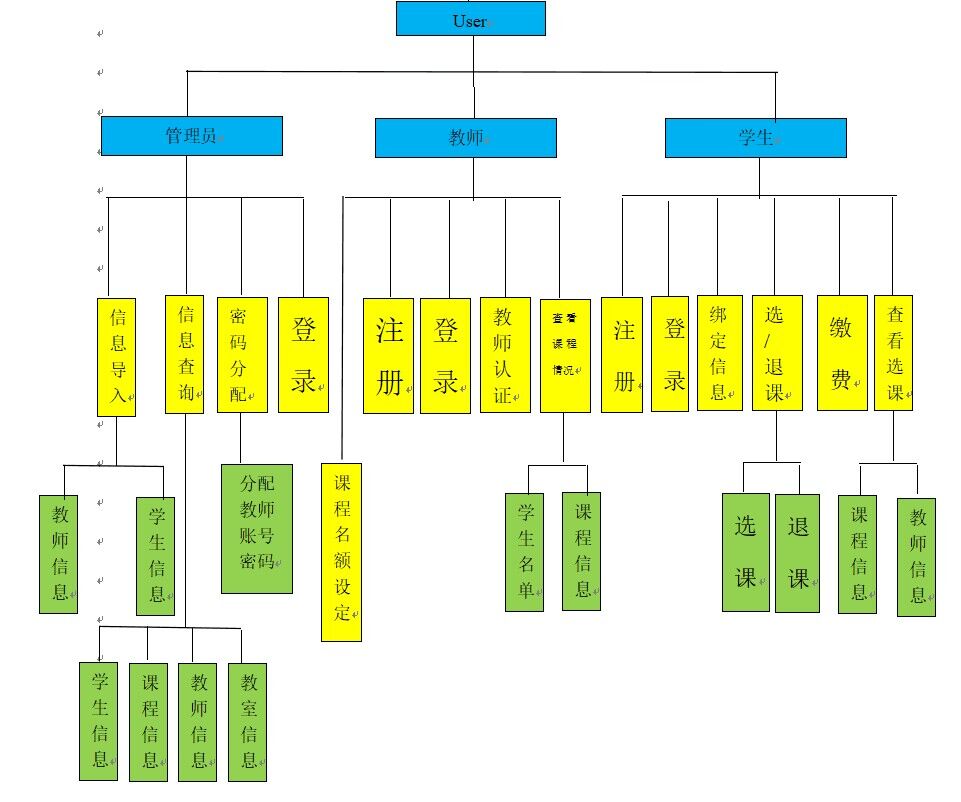 User
管理员
教师
学生
信息导入
信息查询
密码分配
登录
注册
登录
教师认证
查看
课程
情况
注册
登录
绑定信息
选/退课
缴费
查看选课
教师信息
学生信息
分配
教师
账号
密码
课程名额设定
学生名单
课程信息
选课
退课
课程信息
教师信息
学生信息
课程信息
教师信息
教室信息